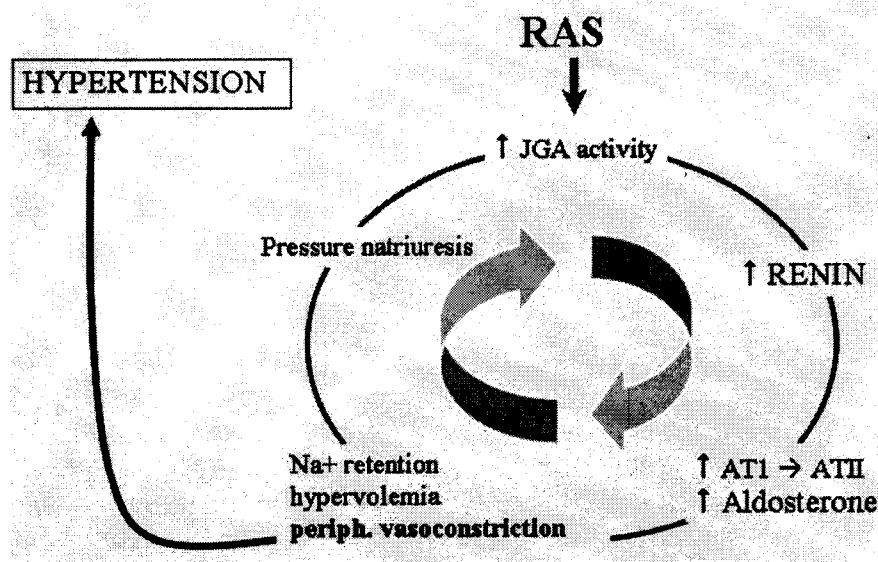 RAS
HYPERTENSION
↑ JGA activity
Pressure natriuresis
↑ RENIN
Na+ retention
hypervolemia
periph. vasoconstriction
↑ AT1 → ATII
↑ Aldosterone